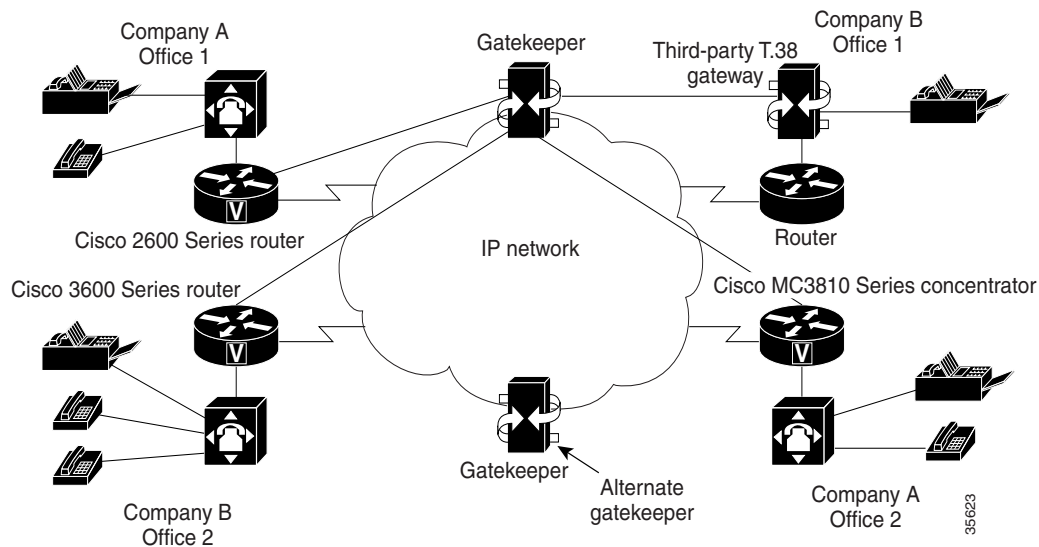 Company A
Office 1
Gatekeeper
Third-party T.38
gateway
Company B
Office 1
V
Cisco 2600 Series router
IP network
Router
Cisco 3600 Series router
Cisco MC3810 Series concentrator
V
V
Gatekeeper
Alternate
gatekeeper
Company B
Office 2
Company A
Office 2
35623